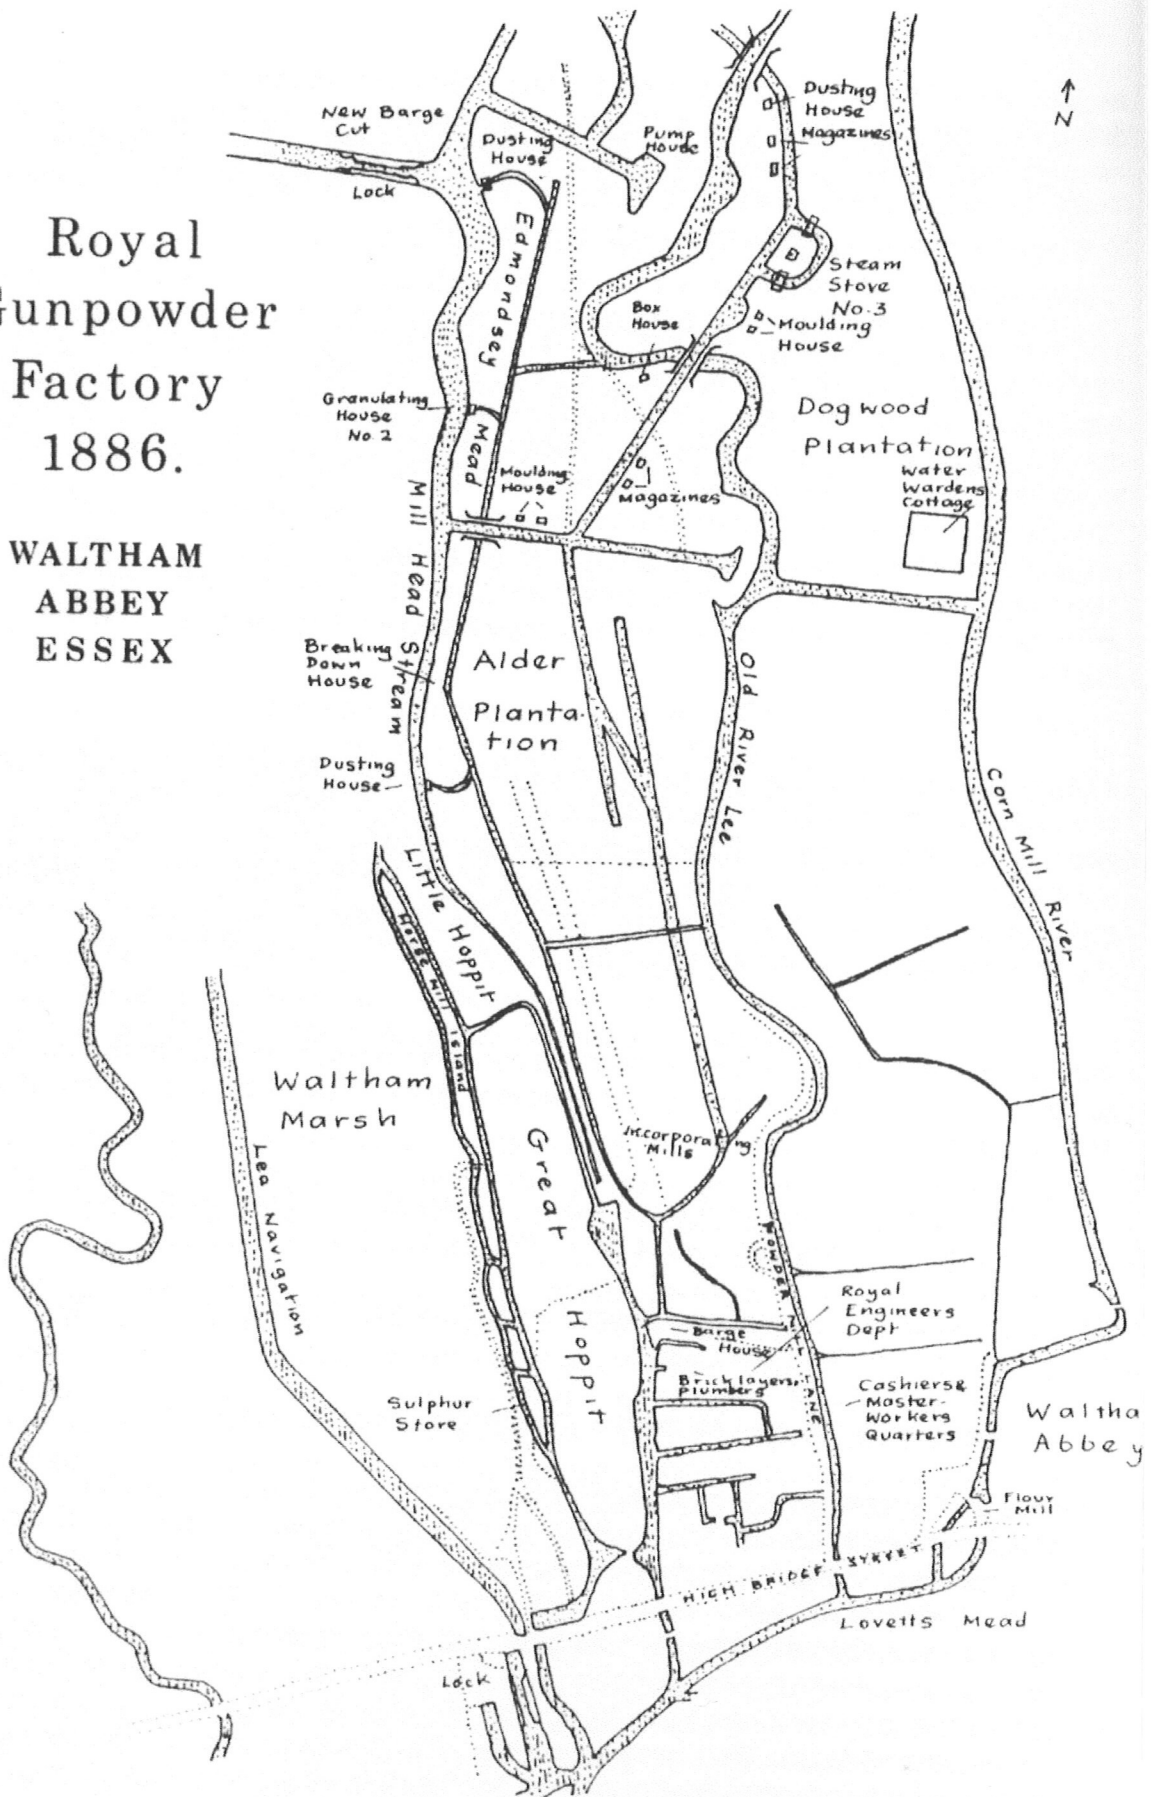 Royal
Gunpowder
Factory
1886.
WALTHAM
ABBEY
ESSEX
N
New Barge
Cut
Lock
Dusting
House
Pump
House
Dusting
House
Magazines
Edmondsey
Mead
Steam
Stove
No.3
Box
House
Moulding
House
Granulating
House
No.2
Dogwood
Plantation
Water
Wardens
Cottage
Moulding
House
Magazines
Mill Head Stream
Breaking
Down
House
Alder
Planta-
tion
Old River Lee
Dusting
House
Corn Mill River
Little Hoppit
Horse Mill Island
Waltham
Marsh
Lea Navigation
Great
Hoppit
Incorporating
Mills
POWDER
LANE
Royal
Engineers
Dept
Barge
House
Bricklayers,
Plumbers
Cashiers &
Master-
Workers
Quarters
Sulphur
Store
Waltha
Abbey
Flour
Mill
HIGH BRIDGE STREET
Lovetts Mead
Lock